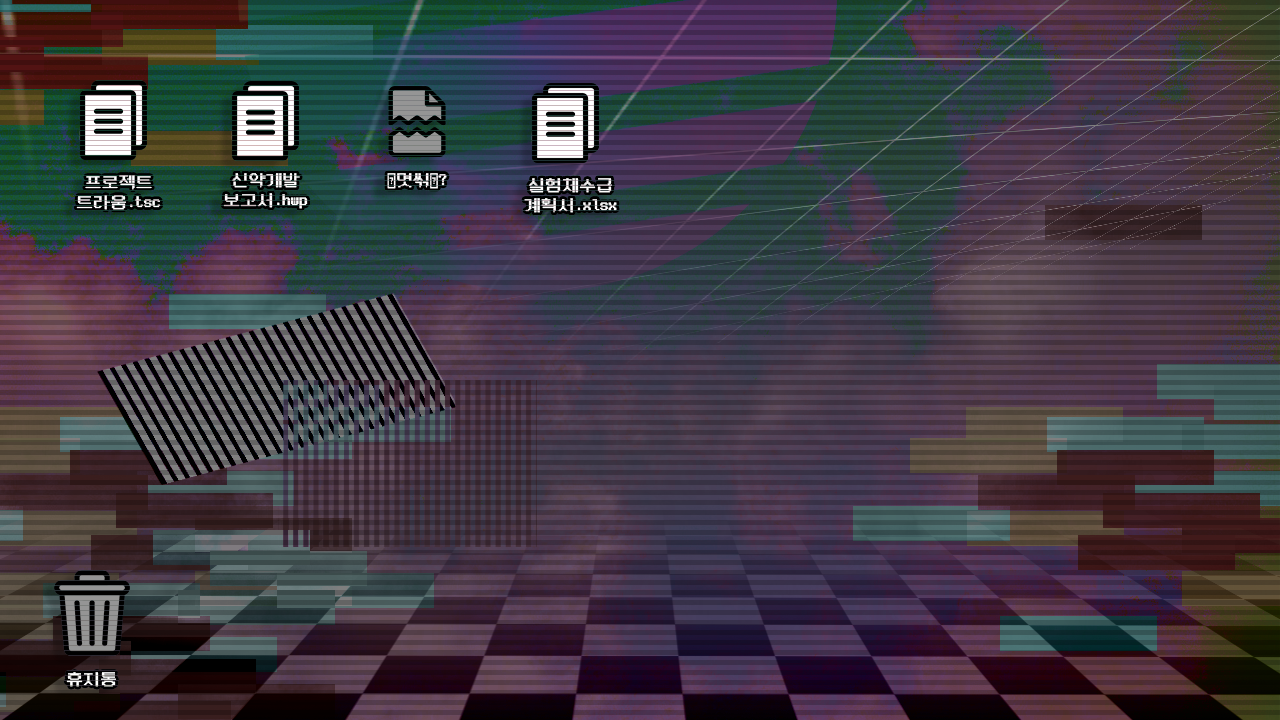 프로젝트
트라움.tsc
신약개발
보고서.hwp
실험체수급
계획서.xlsx
휴지통